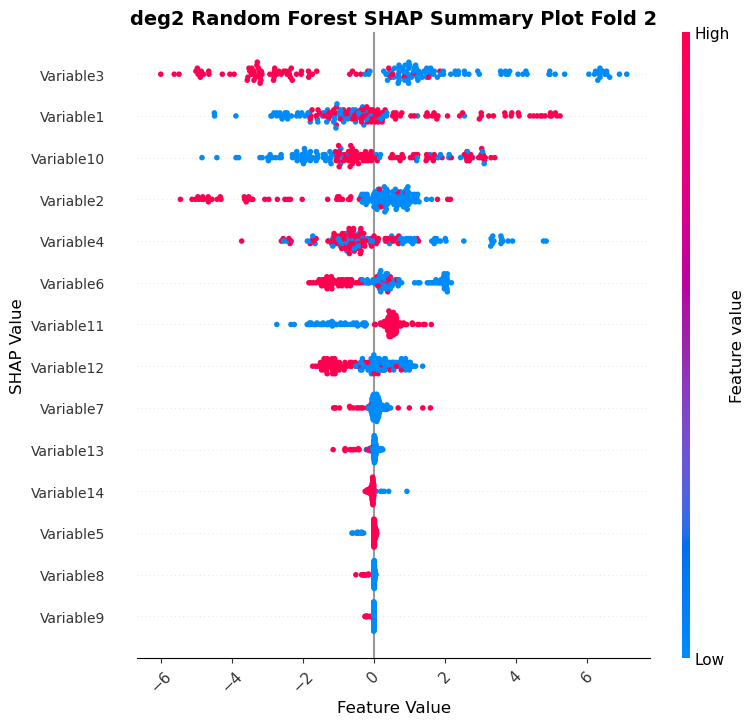 deg2 Random Forest SHAP Summary Plot Fold 2
High
Variable3
Variable1
Variable10
Variable2
Variable4
Variable6
Variable11
Variable12
Variable7
Variable13
Variable14
Variable5
Variable8
Variable9
SHAP Value
Feature value
Low
−6
−4
−2
0
2
4
6
Feature Value